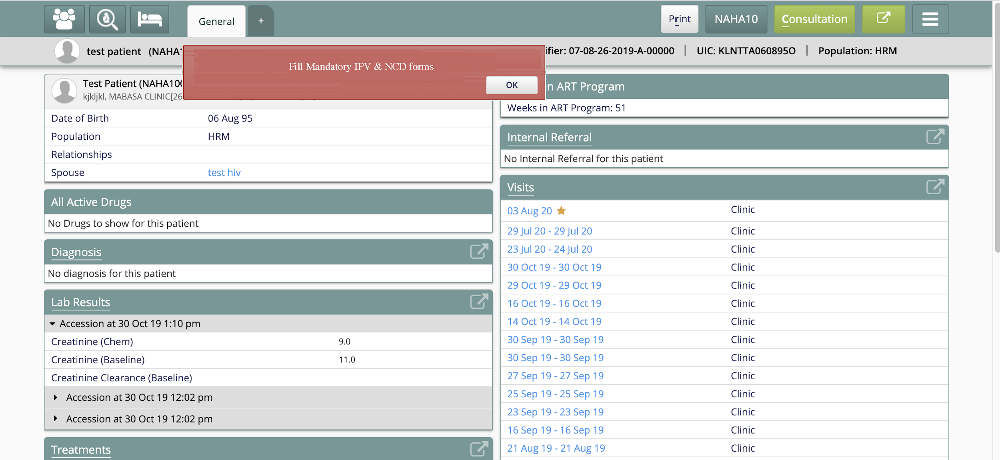 General
+
Print
NAHA10
Consultation
test patient (NAHA
ifier: 07-08-26-2019-A-00000 | UIC: KLNTTA060895O | Population: HRM
Fill Mandatory IPV & NCD forms
OK
Test Patient (NAHA100
kjkljkl, MABASA CLINIC[26
Date of Birth 06 Aug 95
Population HRM
Relationships
Spouse test hiv
All Active Drugs
No Drugs to show for this patient
Diagnosis
No diagnosis for this patient
Lab Results
Accession at 30 Oct 19 1:10 pm
Creatinine (Chem) 9.0
Creatinine (Baseline) 11.0
Creatinine Clearance (Baseline)
Accession at 30 Oct 19 12:02 pm
Accession at 30 Oct 19 12:02 pm
Treatments
in ART Program
Weeks in ART Program: 51
Internal Referral
No Internal Referral for this patient
Visits
03 Aug 20 Clinic
29 Jul 20 - 29 Jul 20 Clinic
23 Jul 20 - 24 Jul 20 Clinic
30 Oct 19 - 30 Oct 19 Clinic
29 Oct 19 - 29 Oct 19 Clinic
16 Oct 19 - 16 Oct 19 Clinic
14 Oct 19 - 14 Oct 19 Clinic
30 Sep 19 - 30 Sep 19 Clinic
30 Sep 19 - 30 Sep 19 Clinic
27 Sep 19 - 27 Sep 19 Clinic
25 Sep 19 - 25 Sep 19 Clinic
23 Sep 19 - 23 Sep 19 Clinic
16 Sep 19 - 16 Sep 19 Clinic
21 Aug 19 - 21 Aug 19 Clinic